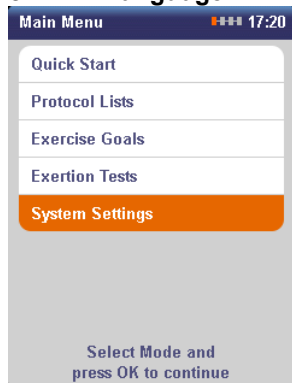 Main Menu 17:20
Quick Start
Protocol Lists
Exercise Goals
Exertion Tests
System Settings
Select Mode and
press OK to continue